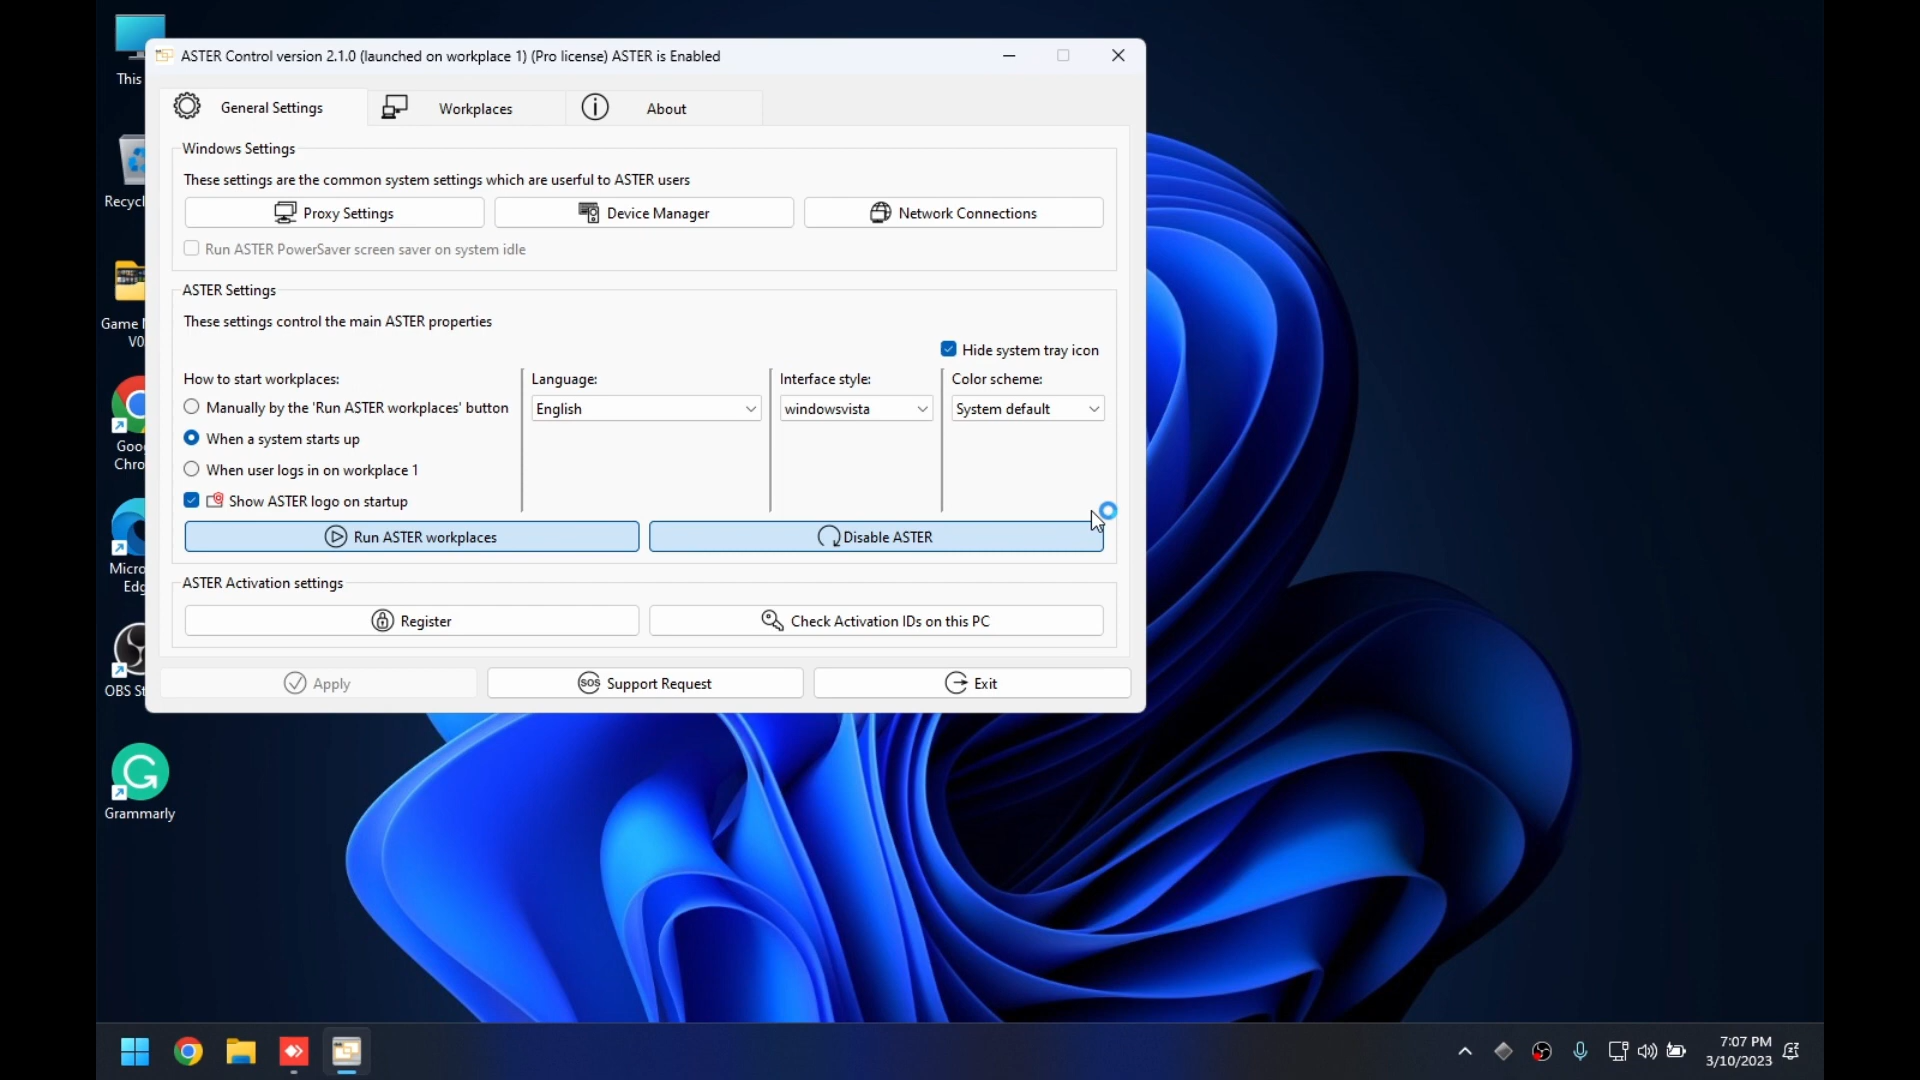 ASTER Control version 2.1.0 (launched on workplace 1) (Pro license) ASTER is Enabled
General Settings
Workplaces
About
Windows Settings
These settings are the common system settings which are userful to ASTER users
Proxy Settings
Device Manager
Network Connections
Run ASTER PowerSaver screen saver on system idle
ASTER Settings
These settings control the main ASTER properties
Hide system tray icon
How to start workplaces:
Language:
Interface style:
Color scheme:
Manually by the 'Run ASTER workplaces' button
English
windowsvista
System default
When a system starts up
When user logs in on workplace 1
Show ASTER logo on startup
Run ASTER workplaces
Disable ASTER
ASTER Activation settings
Register
Check Activation IDs on this PC
Apply
SOS
Support Request
Exit
This
Recycl
Game
V0
Goo
Chro
Micro
Edg
OBS St
Grammarly
7:07 PM
3/10/2023